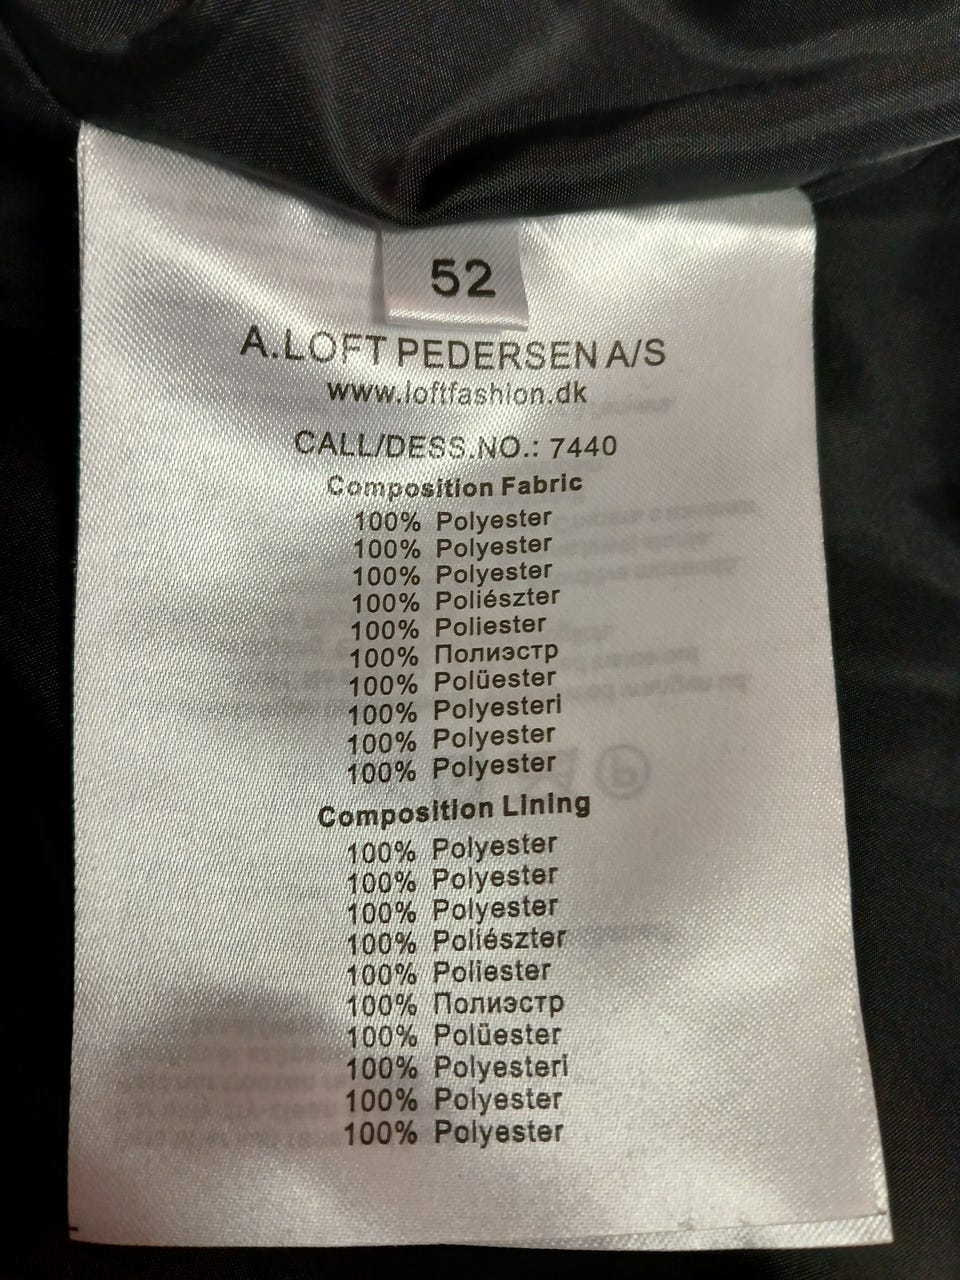 52
A.LOFT PEDERSEN A/S
www.loftfashion.dk
CALL/DESS.NO.: 7440
Composition Fabric
100% Polyester
100% Polyester
100% Polyester
100% Poliészter
100% Poliester
100% Полиэстр
100% Polüester
100% Polyesteri
100% Polyester
100% Polyester
Composition Lining
100% Polyester
100% Polyester
100% Polyester
100% Poliészter
100% Poliester
100% Полиэстр
100% Polüester
100% Polyesteri
100% Polyester
100% Polyester